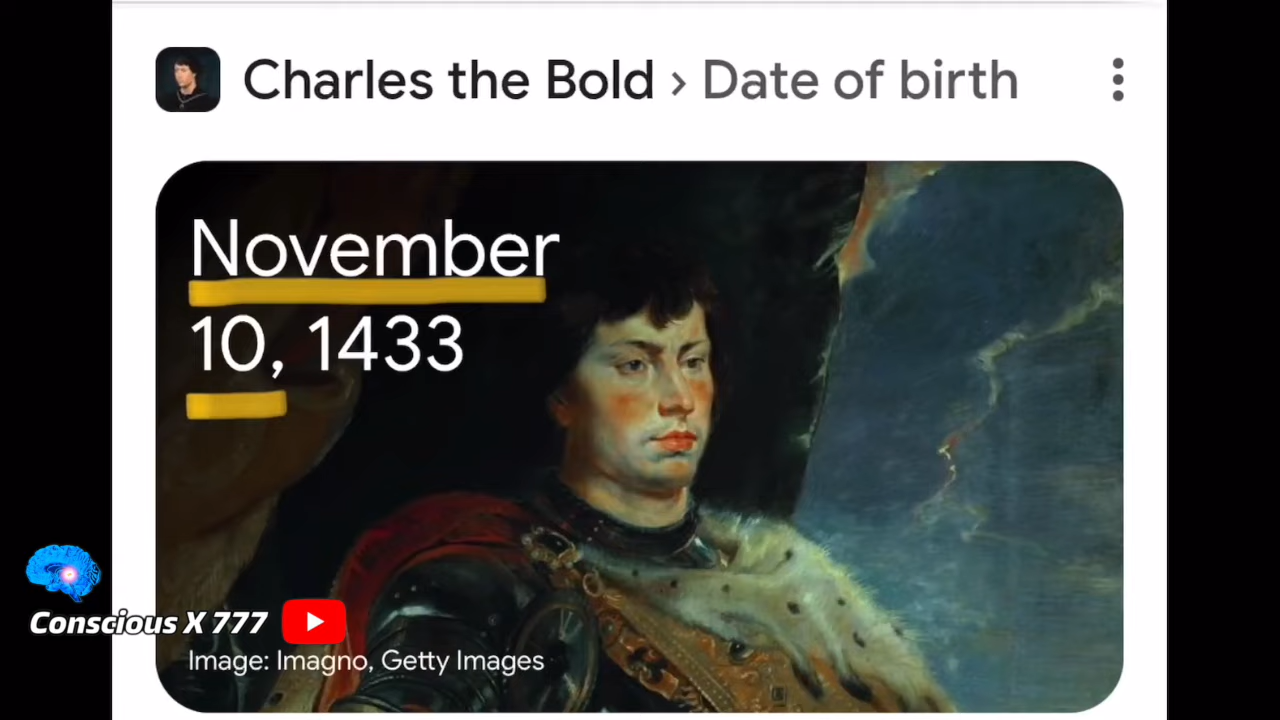 Charles the Bold › Date of birth
November
10, 1433
Conscious X 777
Image: Imagno, Getty Images